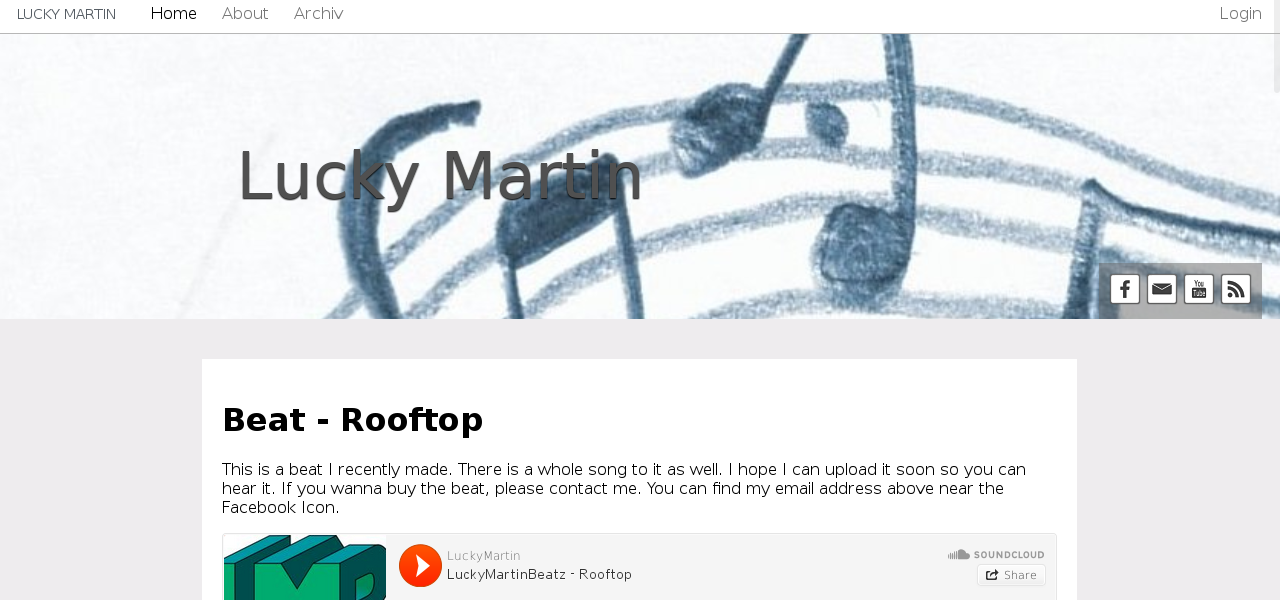 LUCKY MARTIN Home About Archiv Login
Lucky Martin
You
Tube
Beat - Rooftop
This is a beat I recently made. There is a whole song to it as well. I hope I can upload it soon so you can
hear it. If you wanna buy the beat, please contact me. You can find my email address above near the
Facebook Icon.
LuckyMartin
SOUNDCLOUD
LuckyMartinBeatz - Rooftop
Share